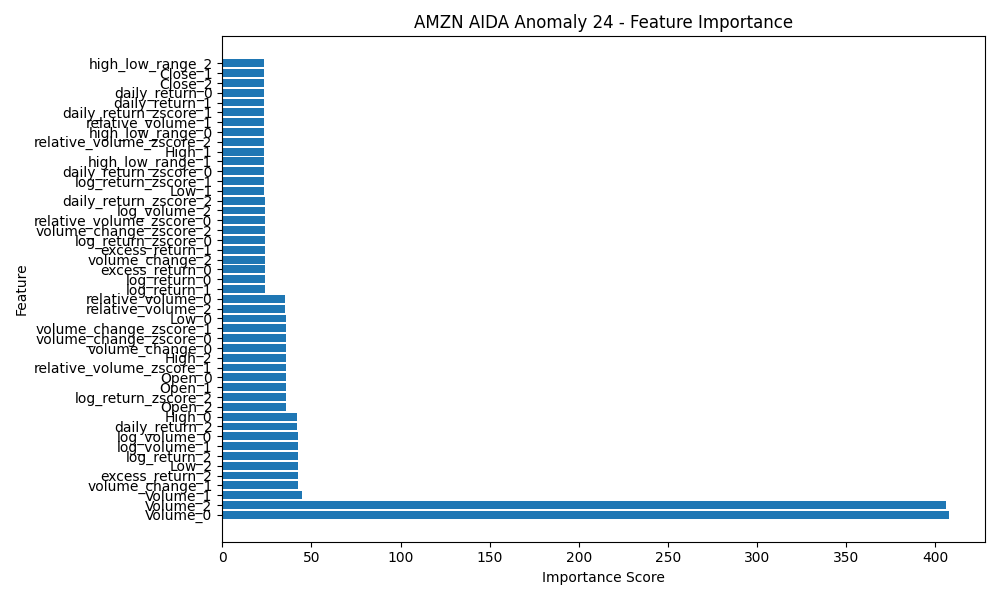 AMZN AIDA Anomaly 24 - Feature Importance
high_low_range_2
Close_1
Close_2
daily_return_0
daily_return_1
daily_return_zscore_1
relative_volume_1
high_low_range_0
relative_volume_zscore_2
High_1
high_low_range_1
daily_return_zscore_0
log_return_zscore_1
Low_1
daily_return_zscore_2
log_volume_2
relative_volume_zscore_0
volume_change_zscore_2
log_return_zscore_0
excess_return_1
volume_change_2
excess_return_0
log_return_0
log_return_1
relative_volume_0
relative_volume_2
Low_0
volume_change_zscore_1
volume_change_zscore_0
volume_change_0
High_2
relative_volume_zscore_1
Open_0
Open_1
log_return_zscore_2
Open_2
High_0
daily_return_2
log_volume_0
log_volume_1
log_return_2
Low_2
excess_return_2
volume_change_1
Volume_1
Volume_2
Volume_0
Feature
0 50 100 150 200 250 300 350 400
Importance Score